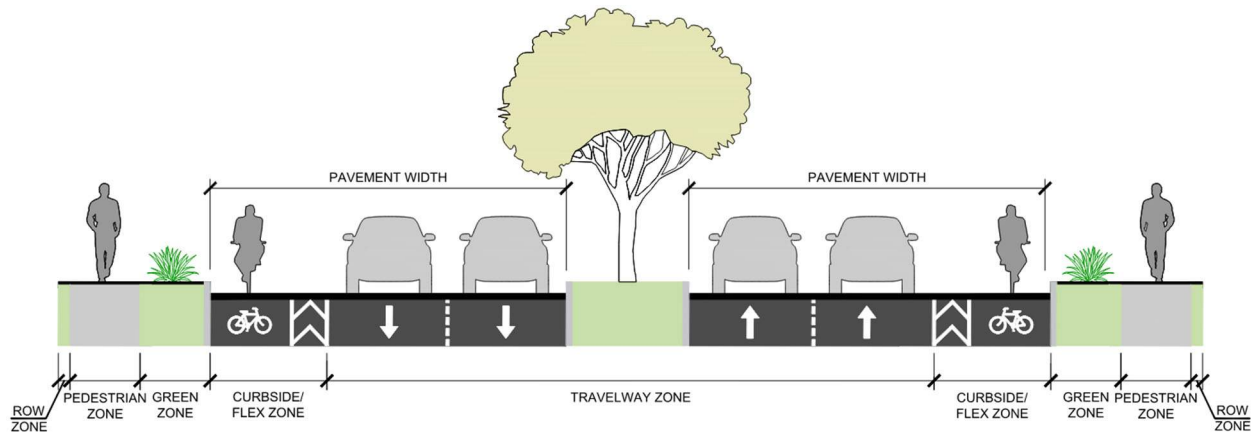 PAVEMENT WIDTH
PAVEMENT WIDTH
ROW
ZONE
PEDESTRIAN
ZONE
GREEN
ZONE
CURBSIDE/
FLEX ZONE
TRAVELWAY ZONE
CURBSIDE/
FLEX ZONE
GREEN
ZONE
PEDESTRIAN
ZONE
ROW
ZONE